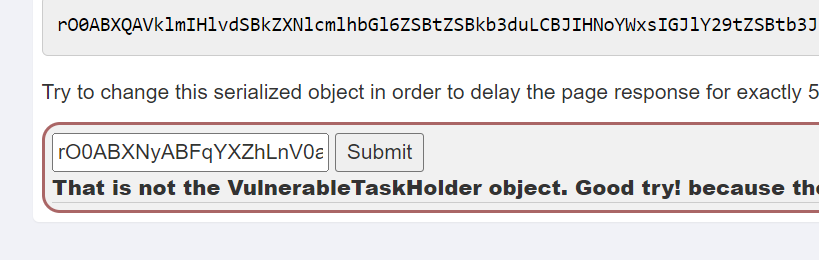 rO0ABXQAVklmIHlvdSBkZXNlcmlhbGl6ZSBtZSBkb3duLCBJIHNoYWxsIGJlY29tZSBtb3J
Try to change this serialized object in order to delay the page response for exactly 5
rO0ABXNyABFqYXZhLnV0a Submit
That is not the VulnerableTaskHolder object. Good try! because the